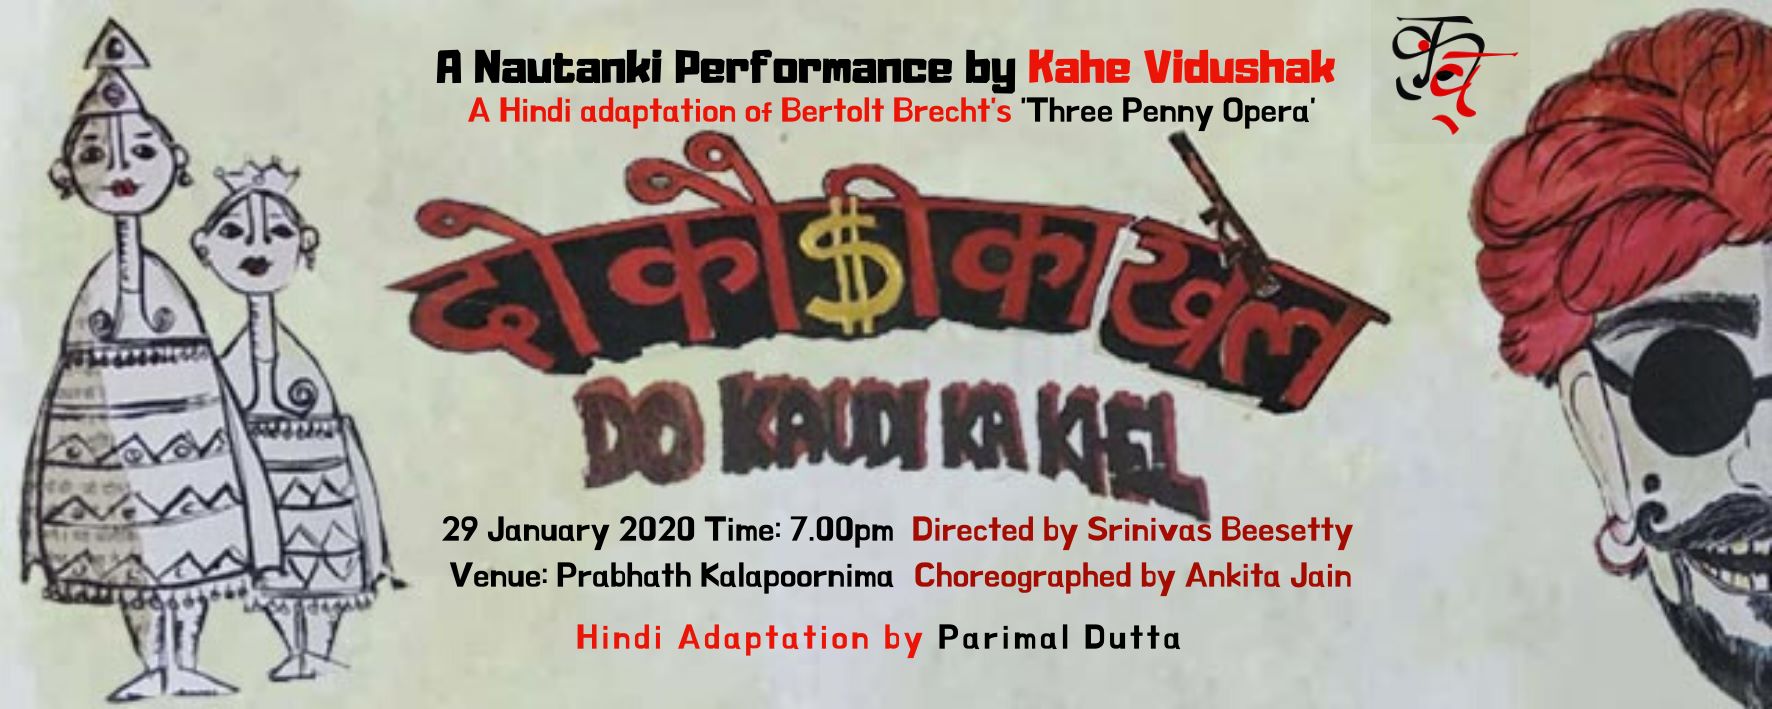 A Nautanki Performance by Kahe Vidushak
A Hindi adaptation of Bertolt Brecht's 'Three Penny Opera'
दो कौड़ी का खेल
DO KAUDI KA KHEL
29 January 2020 Time: 7.00pm Directed by Srinivas Beesetty
Venue: Prabhath Kalapoornima Choreographed by Ankita Jain
Hindi Adaptation by Parimal Dutta